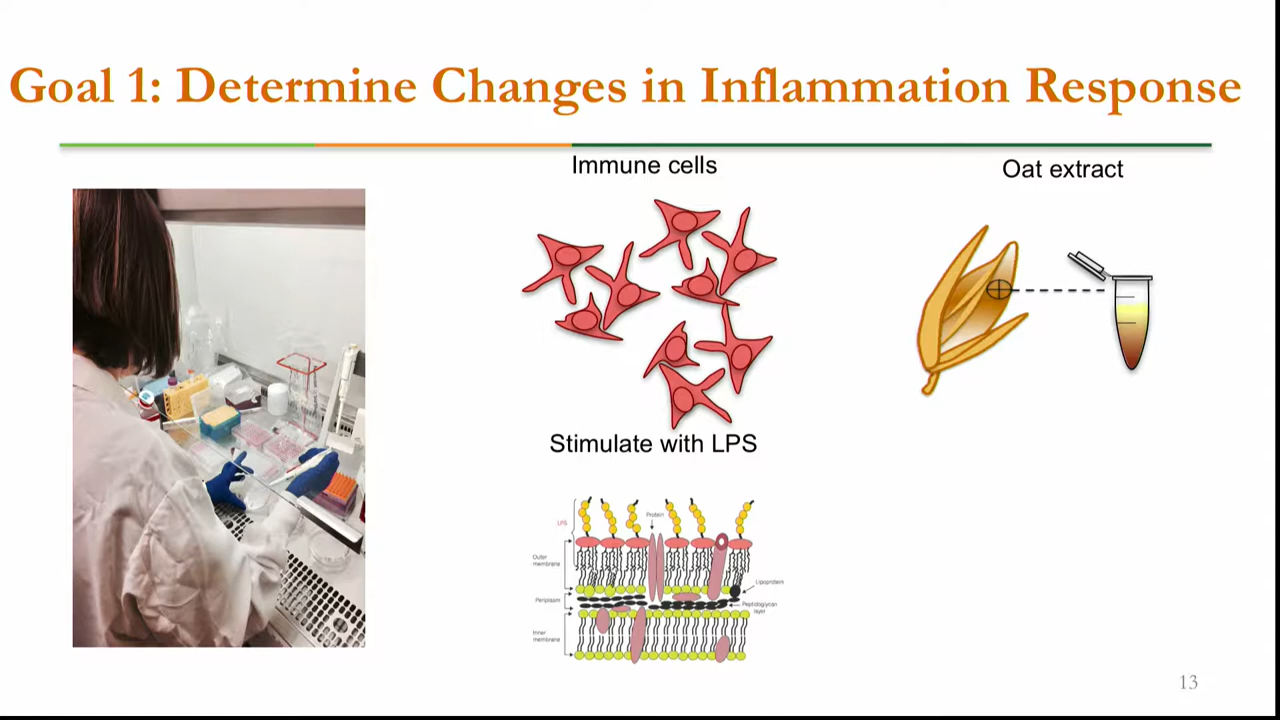 Goal 1: Determine Changes in Inflammation Response
Immune cells
Oat extract
Stimulate with LPS
LPS
Protein
Outer
membrane
Lipoprotein
Periplasm
Peptidoglycan
layer
Inner
membrane
13